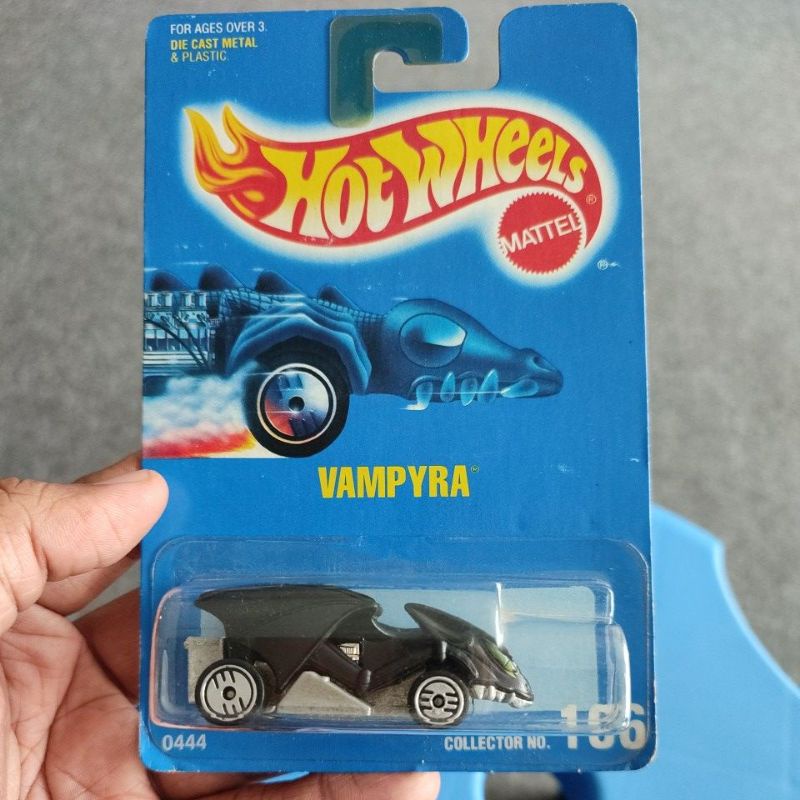 FOR AGES OVER 3.
DIE CAST METAL
& PLASTIC
HOT WHEELS
®
MATTEL
®
VAMPYRA
0444
COLLECTOR NO.